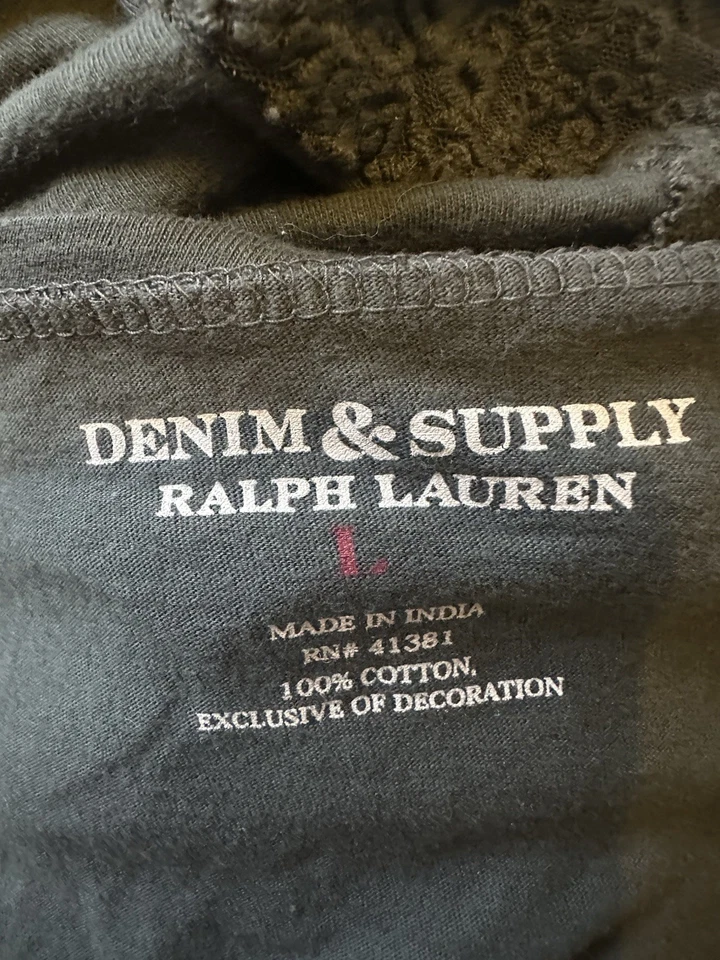 DENIM & SUPPLY
RALPH LAUREN
L
MADE IN INDIA
RN# 41381
100% COTTON,
EXCLUSIVE OF DECORATION